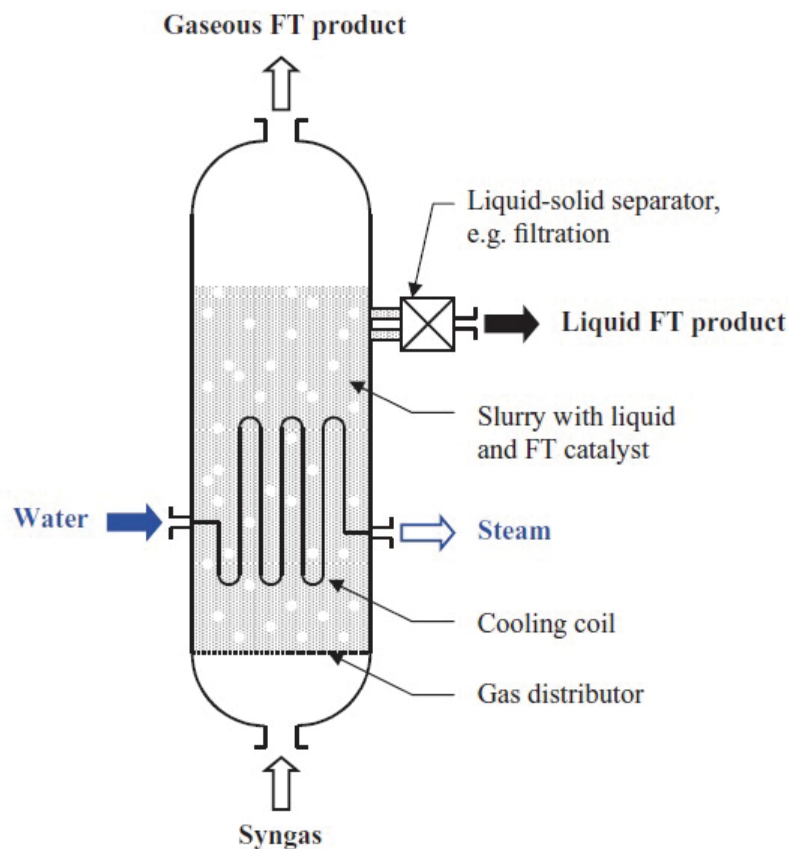 Gaseous FT product
Liquid-solid separator,
e.g. filtration
Liquid FT product
Slurry with liquid
and FT catalyst
Water
Steam
Cooling coil
Gas distributor
Syngas